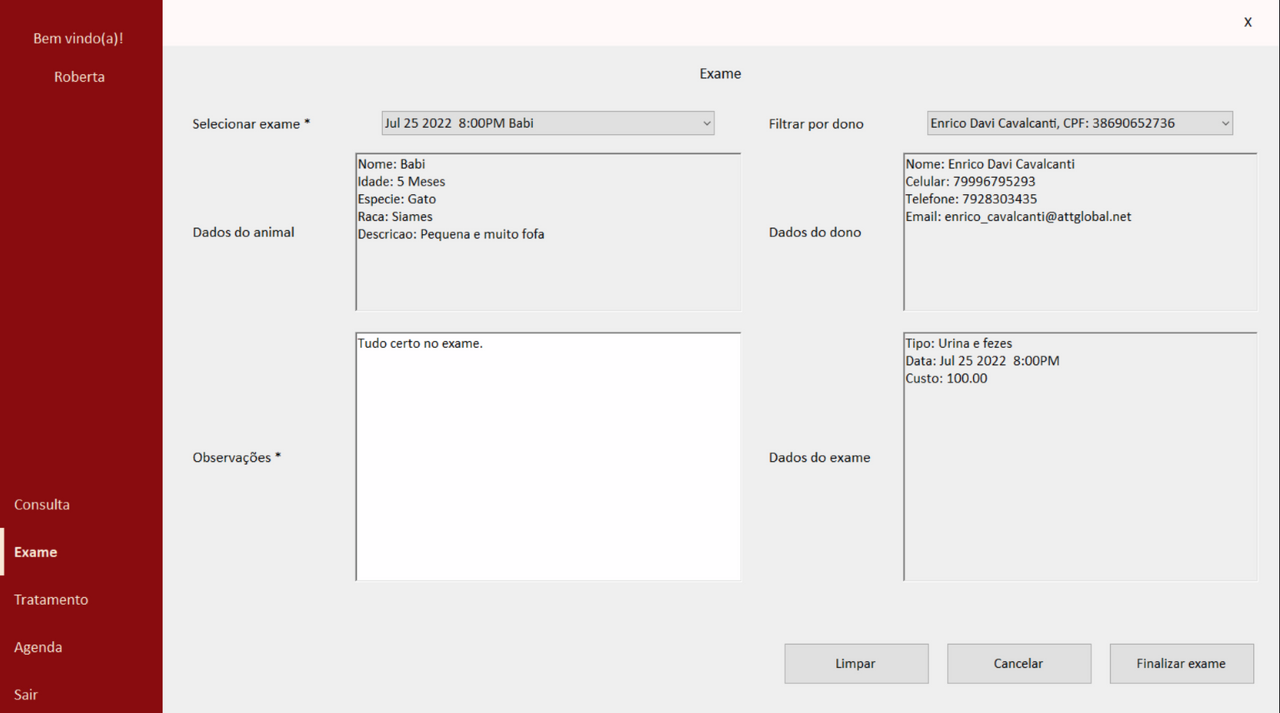 Bem vindo(a)!
Roberta
Consulta
Exame
Tratamento
Agenda
Sair
X
Exame
Selecionar exame *
Jul 25 2022  8:00PM Babi
Filtrar por dono
Enrico Davi Cavalcanti, CPF: 38690652736
Dados do animal
Nome: Babi
Idade: 5 Meses
Especie: Gato
Raca: Siames
Descricao: Pequena e muito fofa
Dados do dono
Nome: Enrico Davi Cavalcanti
Celular: 79996795293
Telefone: 7928303435
Email: enrico_cavalcanti@attglobal.net
Observações *
Tudo certo no exame.
Dados do exame
Tipo: Urina e fezes
Data: Jul 25 2022  8:00PM
Custo: 100.00
Limpar
Cancelar
Finalizar exame